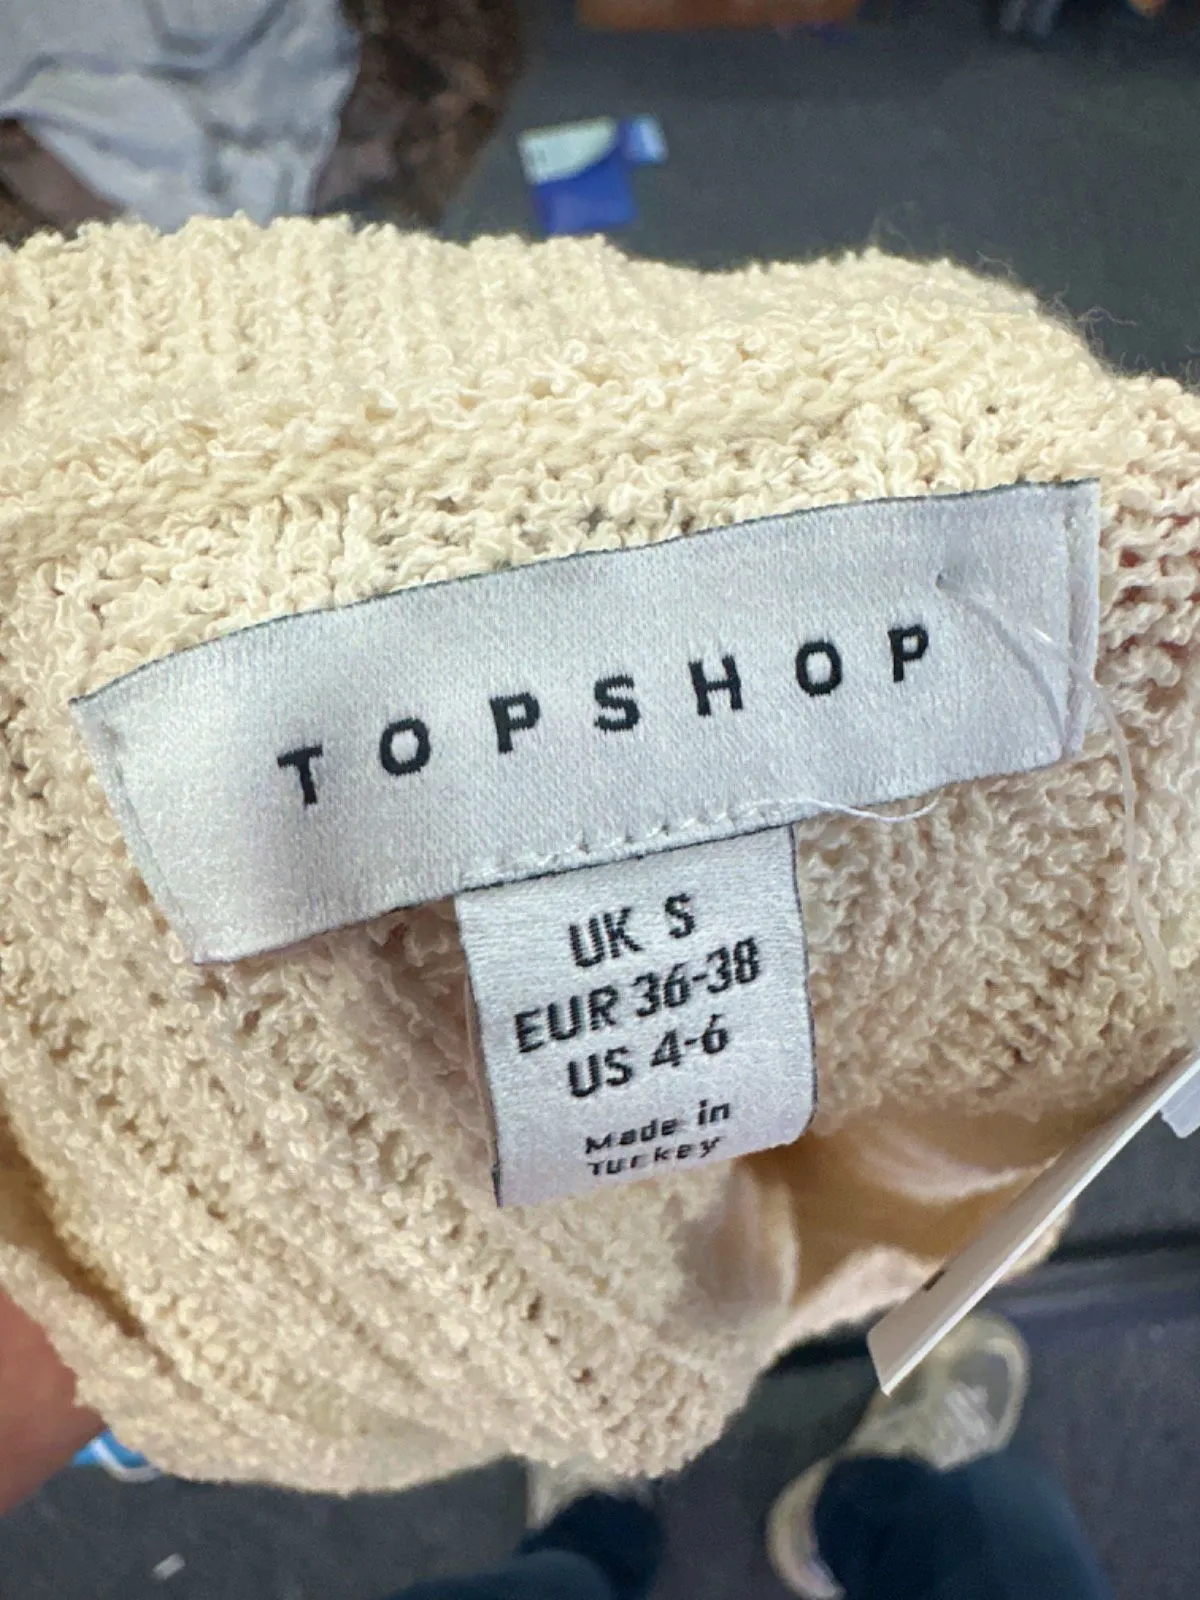 TOPSHOP
UK S
EUR 36-38
US 4-6
Made in
Turkey